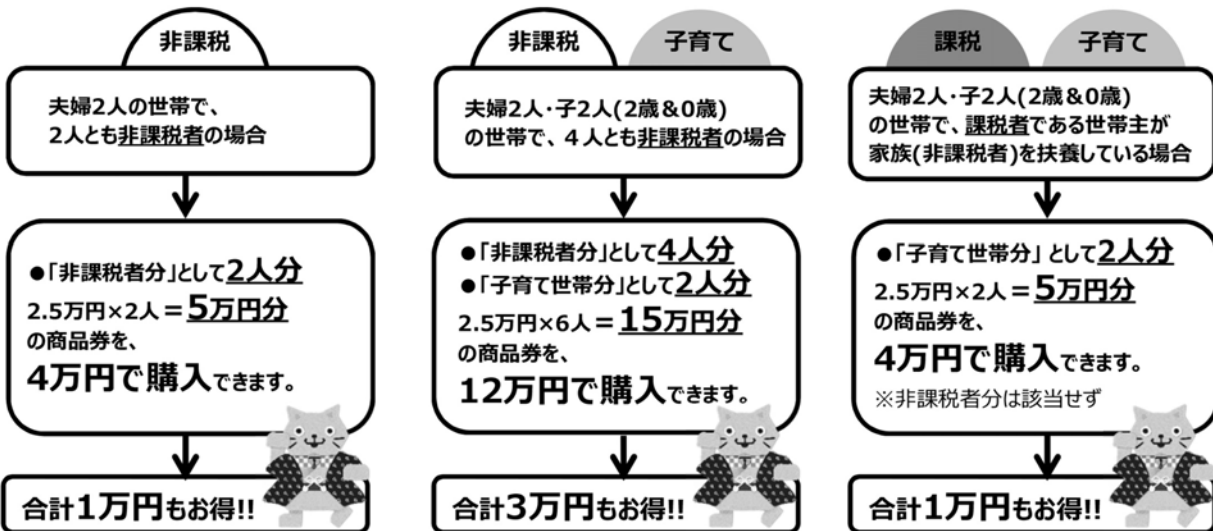 非課税
夫婦2人の世帯で、
2人とも非課税者の場合
●「非課税者分」として2人分
2.5万円×2人＝5万円分
の商品券を、
4万円で購入できます。
合計1万円もお得!!
非課税
子育て
夫婦2人・子2人(2歳&0歳)
の世帯で、4人とも非課税者の場合
●「非課税者分」として4人分
●「子育て世帯分」として2人分
2.5万円×6人＝15万円分
の商品券を、
12万円で購入できます。
合計3万円もお得!!
課税
子育て
夫婦2人・子2人(2歳&0歳)
の世帯で、課税者である世帯主が
家族(非課税者)を扶養している場合
●「子育て世帯分」として2人分
2.5万円×2人＝5万円分
の商品券を、
4万円で購入できます。
※非課税者分は該当せず
合計1万円もお得!!